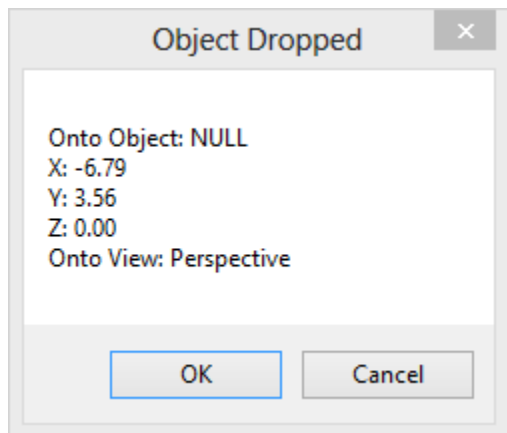 Object Dropped
Onto Object: NULL
X: -6.79
Y: 3.56
Z: 0.00
Onto View: Perspective
OK Cancel